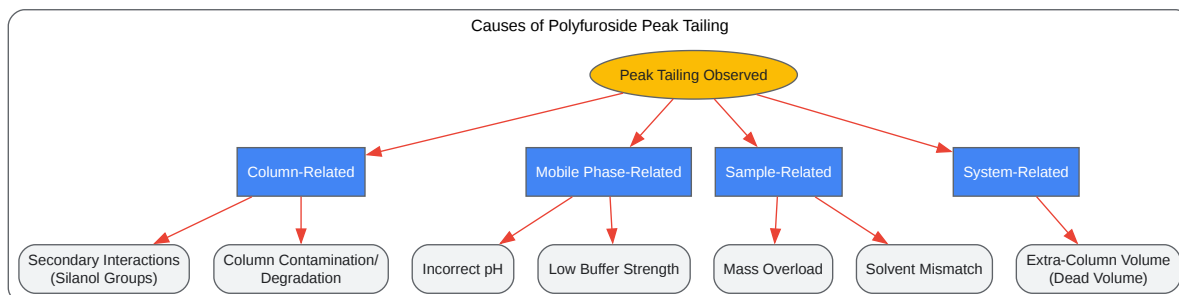 Causes of Polyfuroside Peak Tailing
Peak Tailing Observed
Column-Related
Mobile Phase-Related
Sample-Related
System-Related
Secondary Interactions
(Silanol Groups)
Column Contamination/
Degradation
Incorrect pH
Low Buffer Strength
Mass Overload
Solvent Mismatch
Extra-Column Volume
(Dead Volume)